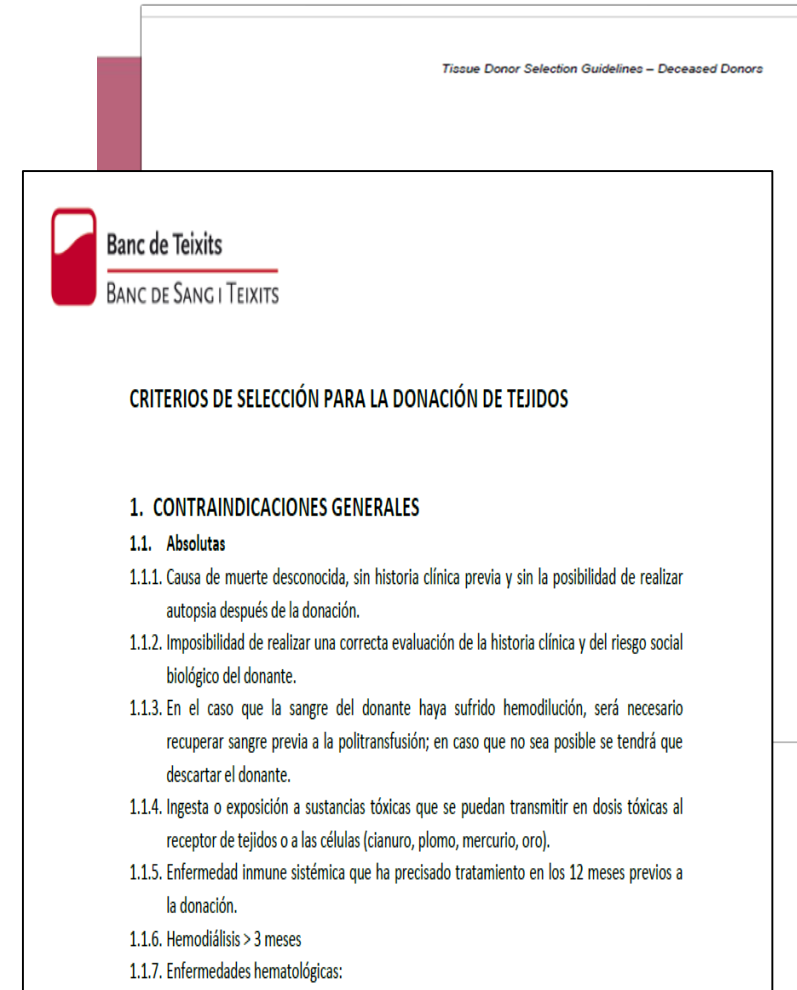 Tissue Donor Selection Guidelines – Deceased Donors
Banc de Teixits
BANC DE SANG I TEIXITS
CRITERIOS DE SELECCIÓN PARA LA DONACIÓN DE TEJIDOS
1. CONTRAINDICACIONES GENERALES
1.1. Absolutas
1.1.1. Causa de muerte desconocida, sin historia clínica previa y sin la posibilidad de realizar
autopsia después de la donación.
1.1.2. Imposibilidad de realizar una correcta evaluación de la historia clínica y del riesgo social
biológico del donante.
1.1.3. En el caso que la sangre del donante haya sufrido hemodilución, será necesario
recuperar sangre previa a la politransfusión; en caso que no sea posible se tendrá que
descartar el donante.
1.1.4. Ingesta o exposición a sustancias tóxicas que se puedan transmitir en dosis tóxicas al
receptor de tejidos o a las células (cianuro, plomo, mercurio, oro).
1.1.5. Enfermedad inmune sistémica que ha precisado tratamiento en los 12 meses previos a
la donación.
1.1.6. Hemodiálisis > 3 meses
1.1.7. Enfermedades hematológicas: